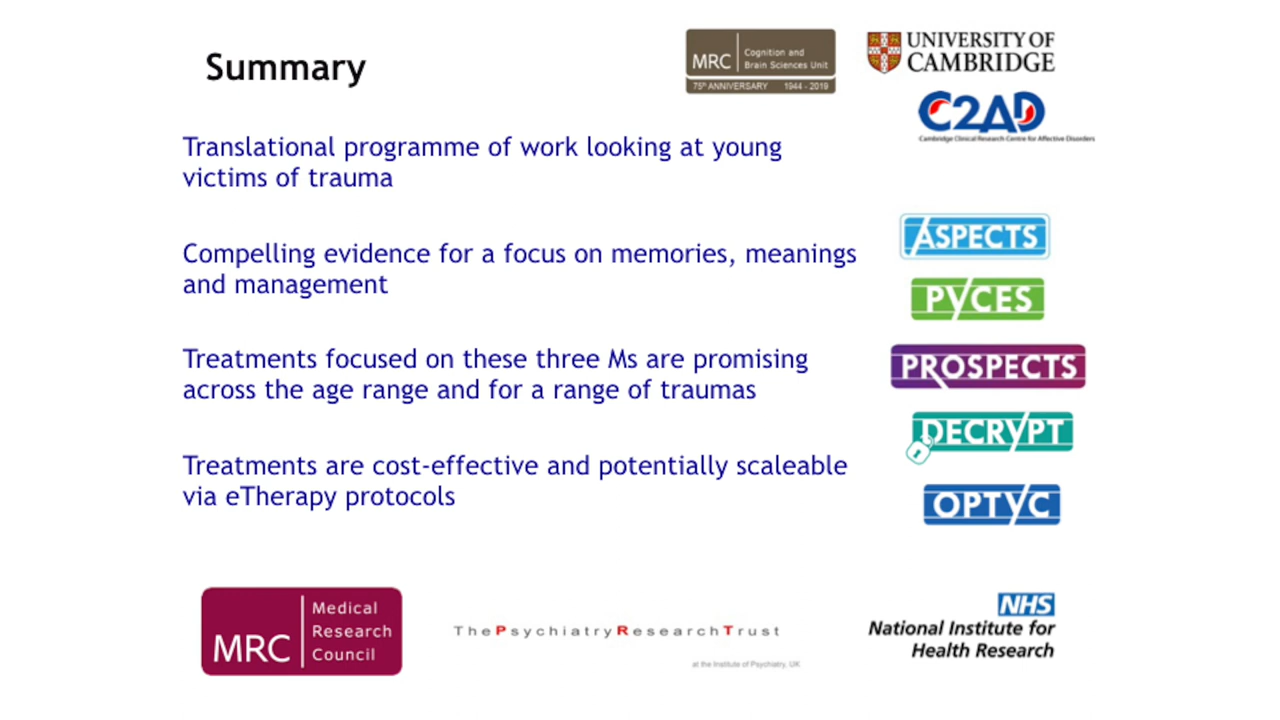 Summary
MRC
Cognition and
Brain Sciences Unit
75th ANNIVERSARY 1944 - 2019
UNIVERSITY OF
CAMBRIDGE
C2AD
Cambridge Clinical Research Centre for Affective Disorders
Translational programme of work looking at young
victims of trauma
Compelling evidence for a focus on memories, meanings
and management
Treatments focused on these three Ms are promising
across the age range and for a range of traumas
Treatments are cost-effective and potentially scaleable
via eTherapy protocols
ASPECTS
PYCES
PROSPECTS
DECRYPT
OPTYC
MRC
Medical
Research
Council
ThePsychiatryResearchTrust
at the Institute of Psychiatry, UK
NHS
National Institute for
Health Research